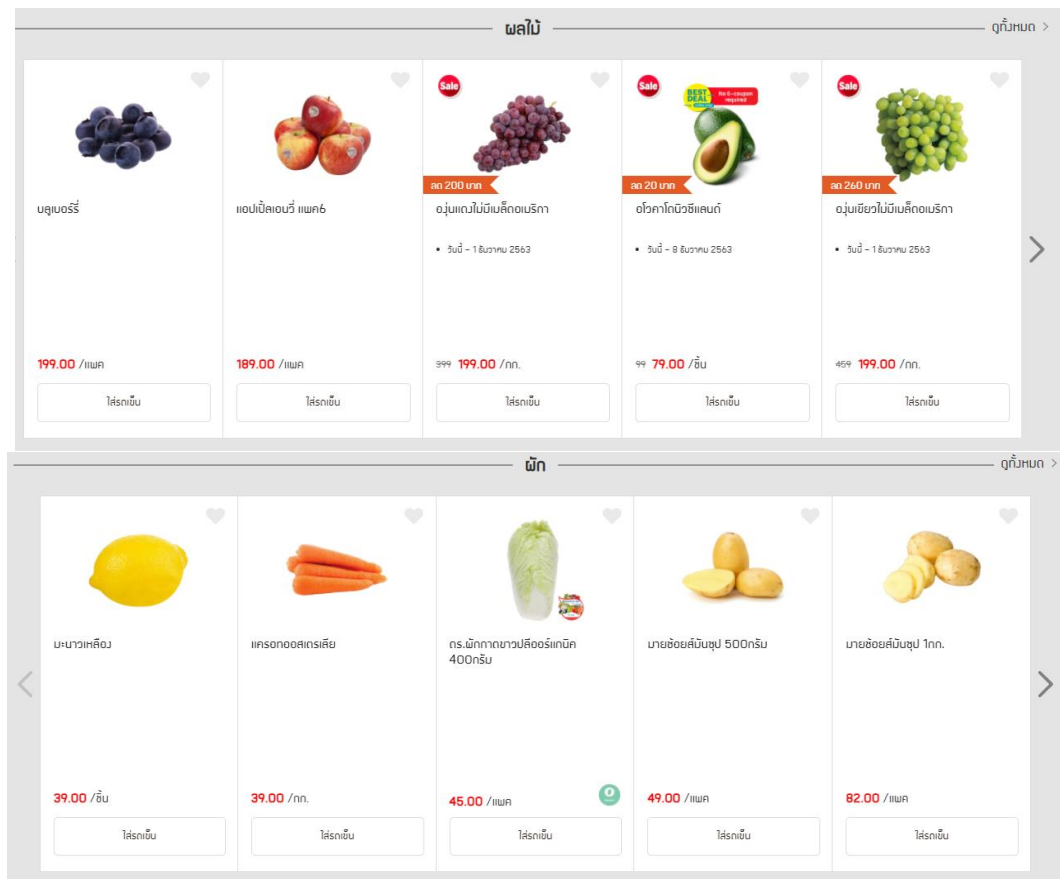 ผลไม้
ดูทั้งหมด >
Sale
Sale
BEST DEAL
No E-coupon required
Sale
ลด 200 บาท
ลด 20 บาท
ลด 260 บาท
บลูเบอร์รี่
แอปเปิ้ลเอนวี่ แพค6
องุ่นแดงไม่มีเมล็ดอเมริกา
อโวคาโดนิวซีแลนด์
องุ่นเขียวไม่มีเมล็ดอเมริกา
• วันนี้ - 1 ธันวาคม 2563
• วันนี้ - 8 ธันวาคม 2563
• วันนี้ - 1 ธันวาคม 2563
199.00 /แพค
189.00 /แพค
399 199.00 /กก.
99 79.00 /ชิ้น
459 199.00 /กก.
ใส่รถเข็น
ใส่รถเข็น
ใส่รถเข็น
ใส่รถเข็น
ใส่รถเข็น
ผัก
ดูทั้งหมด >
มะนาวเหลือง
แครอทออสเตรเลีย
ดร.ผักกาดขาวปลีออร์แกนิค
400กรัม
มายช้อยส์มันซุป 500กรัม
มายช้อยส์มันซุป 1กก.
39.00 /ชิ้น
39.00 /กก.
45.00 /แพค
49.00 /แพค
82.00 /แพค
ใส่รถเข็น
ใส่รถเข็น
ใส่รถเข็น
ใส่รถเข็น
ใส่รถเข็น